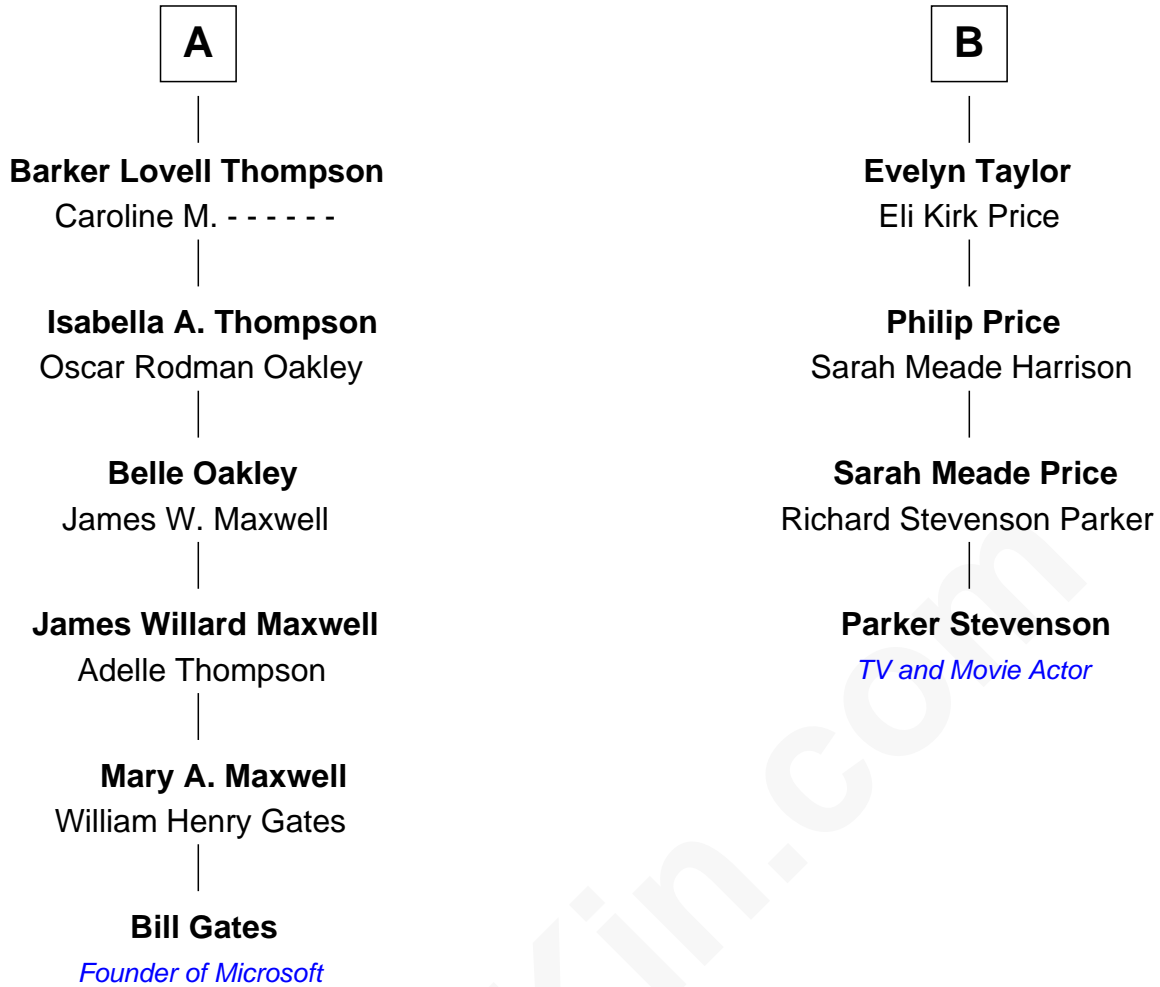 A
Barker Lovell Thompson
Caroline M. - - - - - -
Isabella A. Thompson
Oscar Rodman Oakley
Belle Oakley
James W. Maxwell
James Willard Maxwell
Adelle Thompson
Mary A. Maxwell
William Henry Gates
Bill Gates
Founder of Microsoft
B
Evelyn Taylor
Eli Kirk Price
Philip Price
Sarah Meade Harrison
Sarah Meade Price
Richard Stevenson Parker
Parker Stevenson
TV and Movie Actor
Kin.com